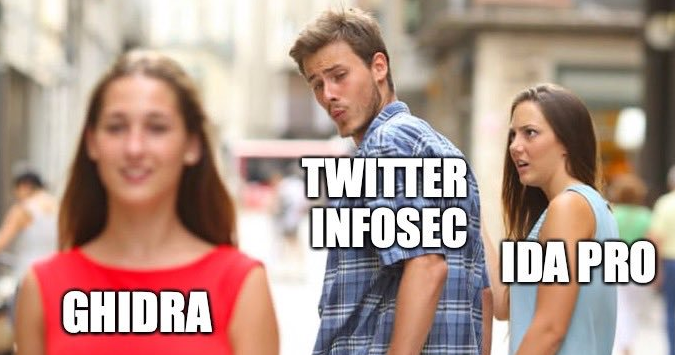 TWITTER
INFOSEC
IDA PRO
GHIDRA